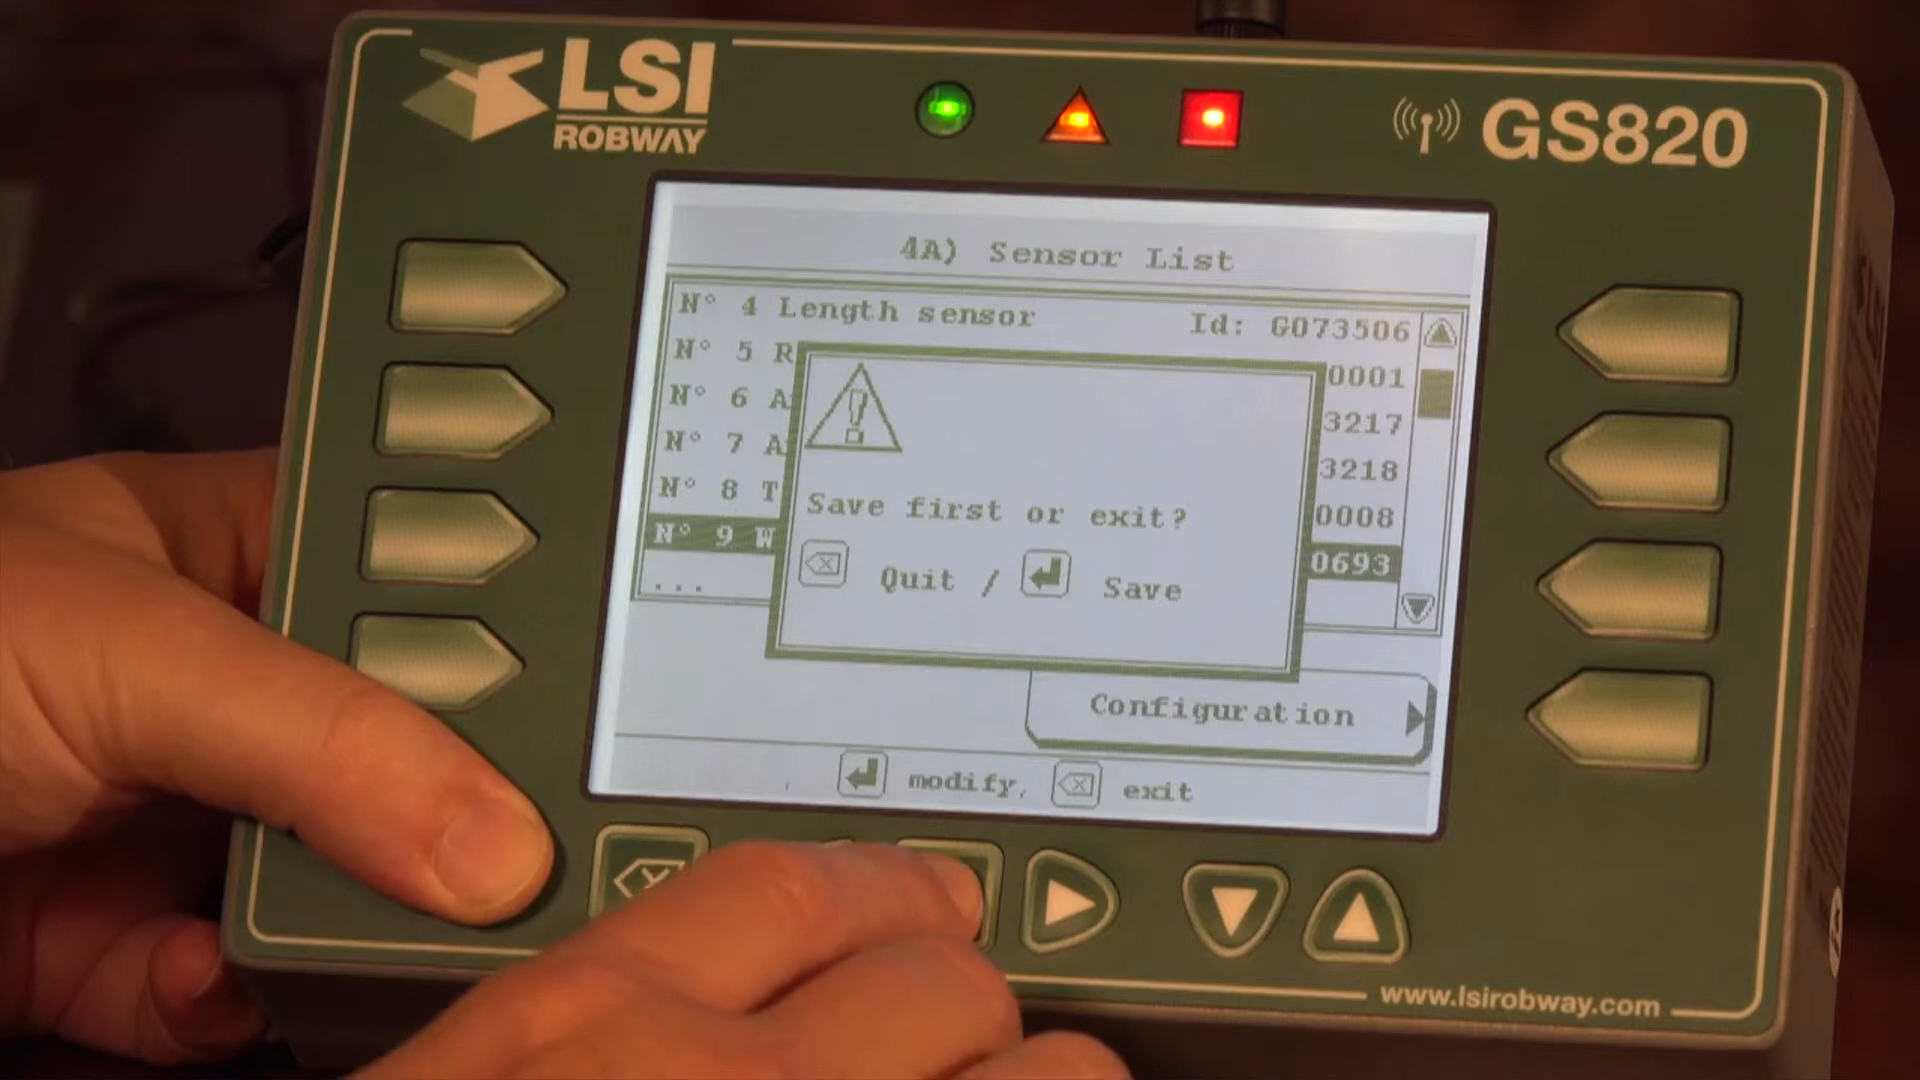 LSI
ROBWAY
GS820
4A) Sensor List
N° 4 Length sensor Id: G073506
N° 5 R 0001
N° 6 A 3217
N° 7 A 3218
N° 8 T 0008
N° 9 W 0693
...
Save first or exit?
Quit / Save
Configuration
modify, exit
www.lsirobway.com